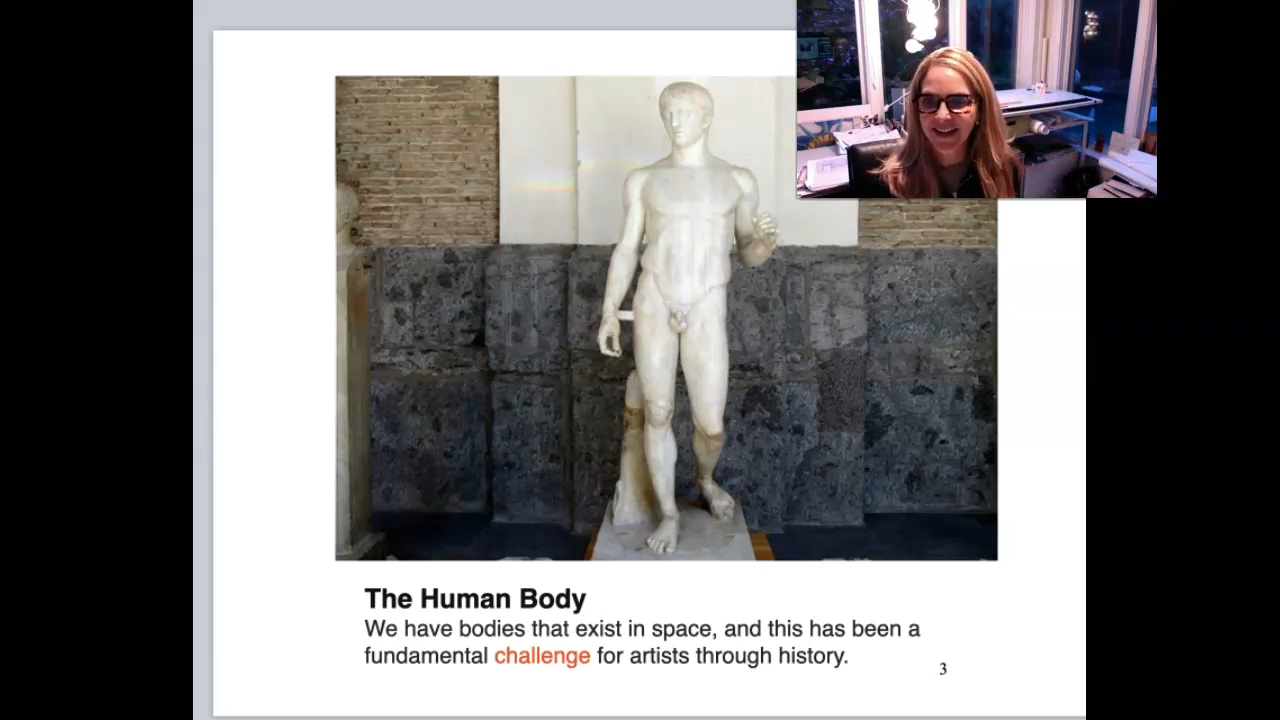 The Human Body
We have bodies that exist in space, and this has been a
fundamental challenge for artists through history.
3